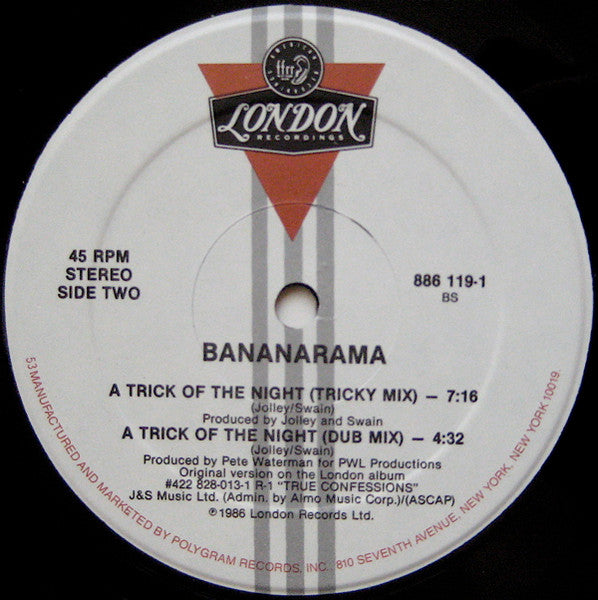 AMERICAN
ffrr
LONDON
RECORDINGS
45 RPM
STEREO
SIDE TWO
886 119-1
BS
BANANARAMA
A TRICK OF THE NIGHT (TRICKY MIX) — 7:16
(Jolley/Swain)
Produced by Jolley and Swain
A TRICK OF THE NIGHT (DUB MIX) — 4:32
(Jolley/Swain)
Produced by Pete Waterman for PWL Productions
Original version on the London album
#422 828-013-1 R-1 "TRUE CONFESSIONS"
J&S Music Ltd. (Admin. by Almo Music Corp.)/(ASCAP)
℗1986 London Records Ltd.
53 MANUFACTURED AND MARKETED BY POLYGRAM RECORDS, INC., 810 SEVENTH AVENUE, NEW YORK, NEW YORK 10019.